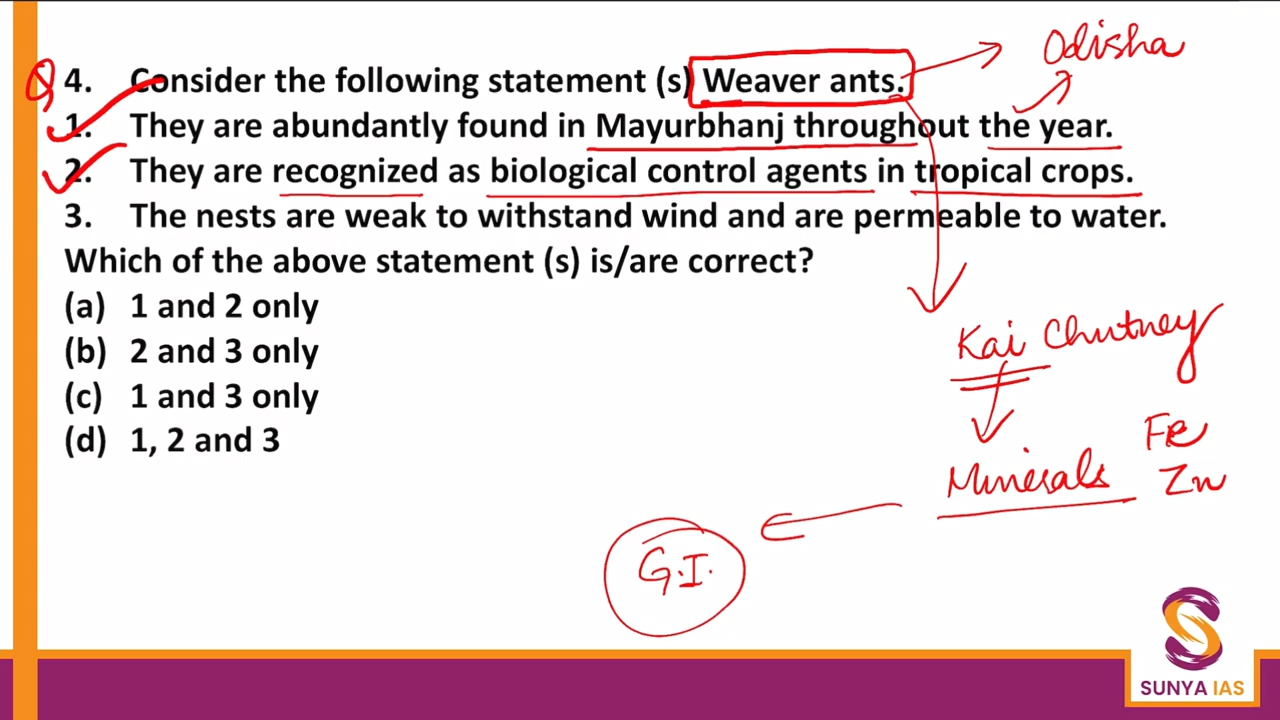 Q 4. Consider the following statement (s) Weaver ants.
Odisha
1. They are abundantly found in Mayurbhanj throughout the year.
2. They are recognized as biological control agents in tropical crops.
3. The nests are weak to withstand wind and are permeable to water.
Which of the above statement (s) is/are correct?
(a) 1 and 2 only
(b) 2 and 3 only
(c) 1 and 3 only
(d) 1, 2 and 3
Kai Chutney
Minerals Fe
Zn
G.I.
SUNYA IAS